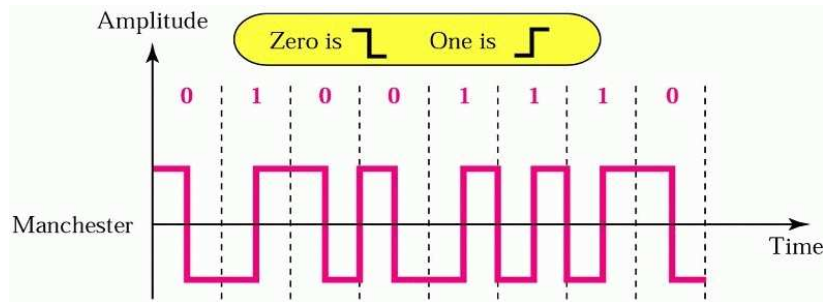 Amplitude
Zero is One is
0 1 0 0 1 1 1 0
Manchester
Time